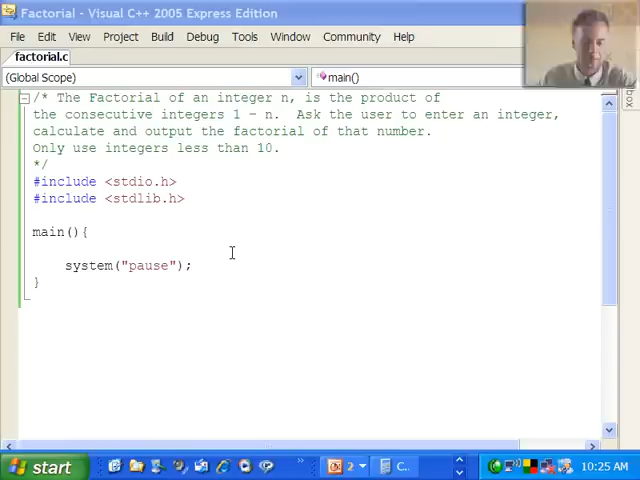 Factorial - Visual C++ 2005 Express Edition
File Edit View Project Build Debug Tools Window Community Help
factorial.c
(Global Scope) main()
/* The Factorial of an integer n, is the product of
the consecutive integers 1 - n. Ask the user to enter an integer,
calculate and output the factorial of that number.
Only use integers less than 10.
*/
#include <stdio.h>
#include <stdlib.h>
main(){
system("pause");
}
start 2 C.. 10:25 AM